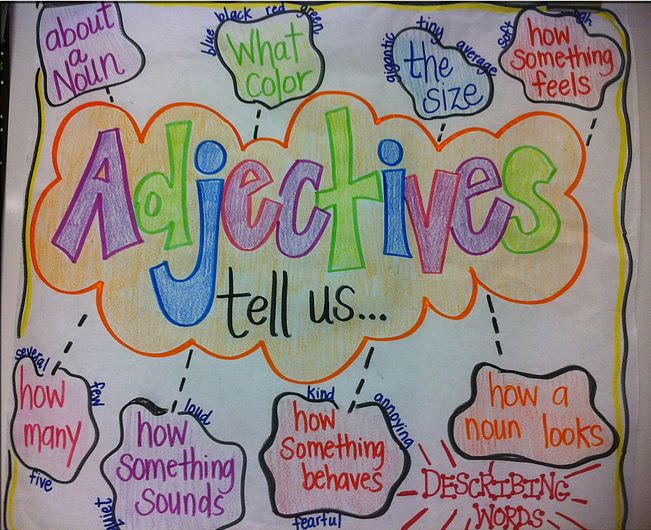 about
a
Noun
blue black red green
What
color
gigantic tiny average
the
size
soft
how
something
feels
Adjectives
tell us...
several
few
how
many
five
loud
how
something
sounds
quiet
kind
annoying
how
something
behaves
fearful
how a
noun looks
DESCRIBING
WORDS